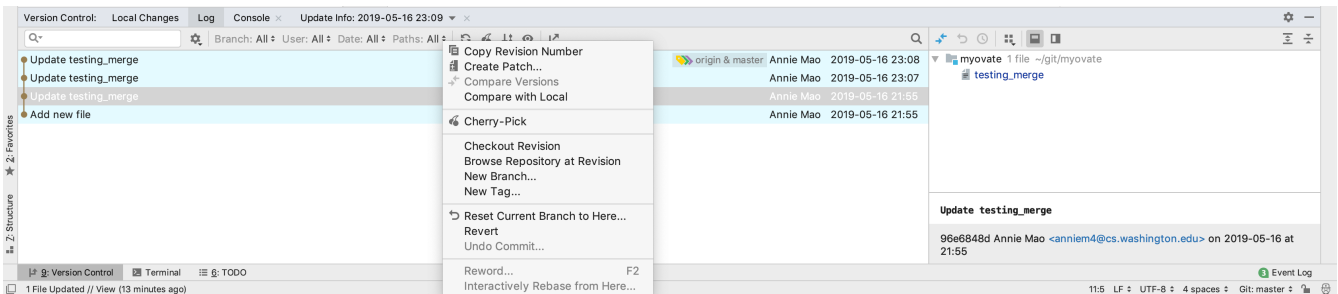 Version Control: Local Changes Log Console Update Info: 2019-05-16 23:09
Branch: All User: All Date: All Paths: All
Update testing_merge origin & master Annie Mao 2019-05-16 23:08
Update testing_merge Annie Mao 2019-05-16 23:07
Update testing_merge Annie Mao 2019-05-16 21:55
Add new file Annie Mao 2019-05-16 21:55
Copy Revision Number
Create Patch...
Compare Versions
Compare with Local
Cherry-Pick
Checkout Revision
Browse Repository at Revision
New Branch...
New Tag...
Reset Current Branch to Here...
Revert
Undo Commit...
Reword... F2
Interactively Rebase from Here...
myovate 1 file ~/git/myovate
testing_merge
Update testing_merge
96e6848d Annie Mao <anniem4@cs.washington.edu> on 2019-05-16 at
21:55
2: Favorites
Z: Structure
9: Version Control Terminal 6: TODO 3 Event Log
1 File Updated // View (13 minutes ago) 11:5 LF UTF-8 4 spaces Git: master